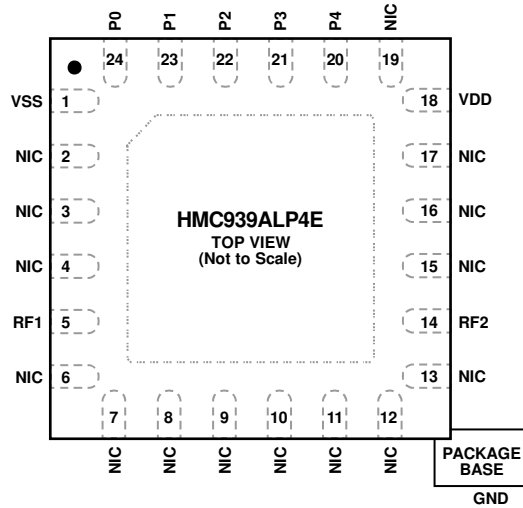 P0 P1 P2 P3 P4 NIC
24 23 22 21 20 19
VSS 1
NIC 2
NIC 3
NIC 4
RF1 5
NIC 6
HMC939ALP4E
TOP VIEW
(Not to Scale)
18 VDD
17 NIC
16 NIC
15 NIC
14 RF2
13 NIC
7 8 9 10 11 12
NIC NIC NIC NIC NIC NIC
PACKAGE
BASE
GND